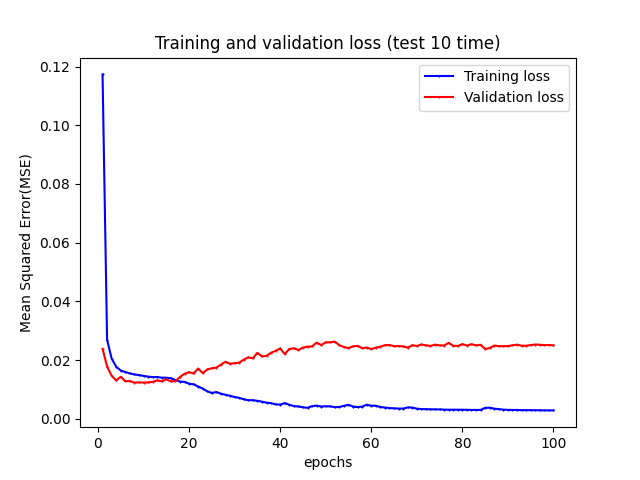 Training and validation loss (test 10 time)
Training loss
Validation loss
0.12
0.10
0.08
0.06
0.04
0.02
0.00
Mean Squared Error(MSE)
0 20 40 60 80 100
epochs